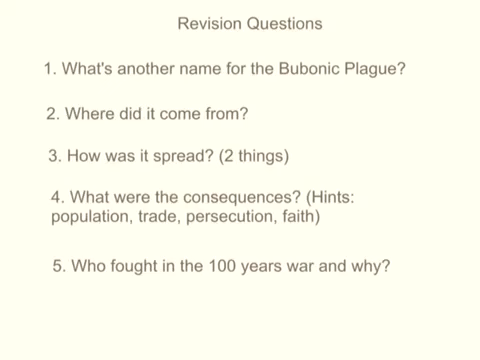 Revision Questions
1. What's another name for the Bubonic Plague?
2. Where did it come from?
3. How was it spread? (2 things)
4. What were the consequences? (Hints:
population, trade, persecution, faith)
5. Who fought in the 100 years war and why?